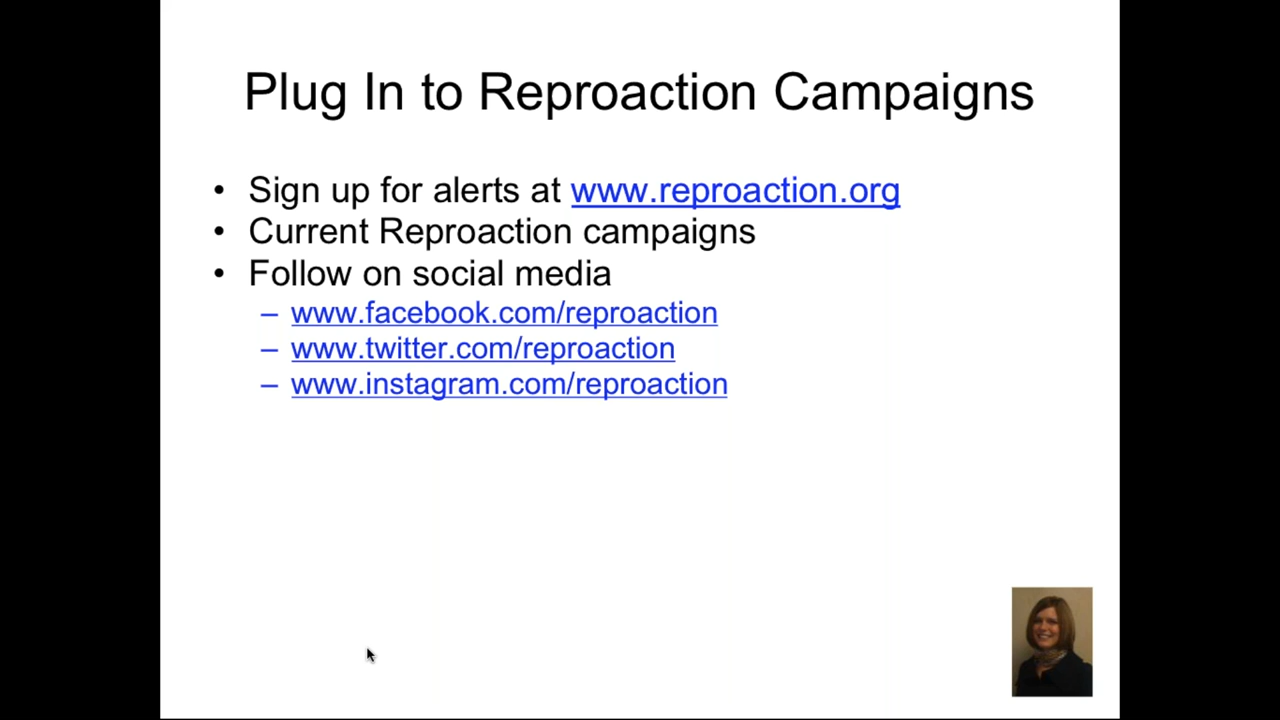 Plug In to Reproaction Campaigns
• Sign up for alerts at www.reproaction.org
• Current Reproaction campaigns
• Follow on social media
– www.facebook.com/reproaction
– www.twitter.com/reproaction
– www.instagram.com/reproaction